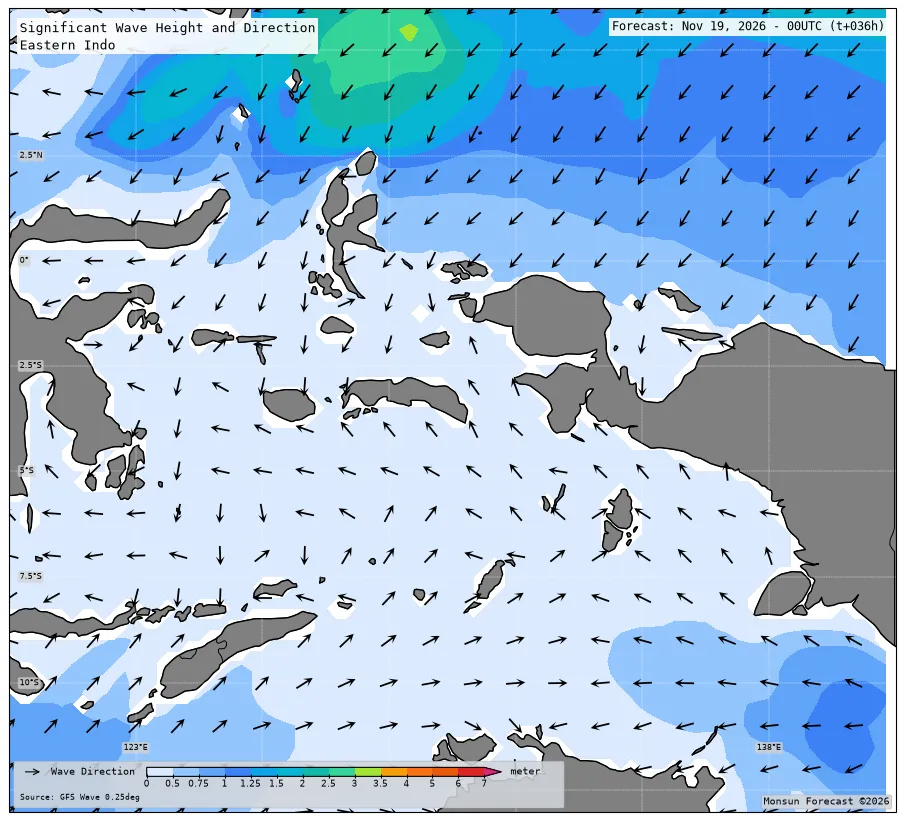 Significant Wave Height and Direction
Eastern Indo
Forecast: Nov 19, 2026 - 00UTC (t+036h)
2.5°N
0°
2.5°S
5°S
7.5°S
10°S
123°E
138°E
Wave Direction
0 0.5 0.75 1 1.25 1.5 2 2.5 3 3.5 4 5 6 7
meter
Source: GFS Wave 0.25deg
Monsun Forecast ©2026